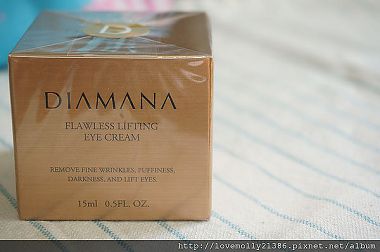 D
DIAMANA
FLAWLESS LIFTING
EYE CREAM
REMOVE FINE WRINKLES, PUFFINESS,
DARKNESS, AND LIFT EYES.
15ml 0.5FL. OZ.
http://lovemolly21386.pixnet.net/album